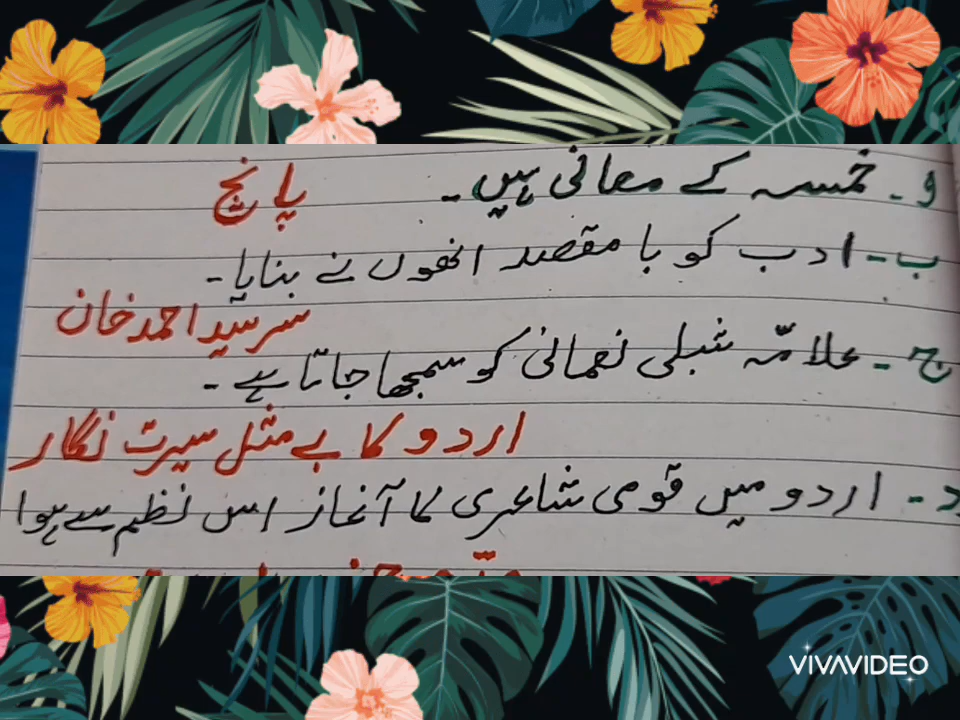 و۔ خمسہ کے معانی ہیں۔ پانچ
ب۔ ادب کو با مقصد انھوں نے بنایا۔
سرسید احمد خان
ج۔ علامّہ شبلی نعمانی کو سمجھا جاتا ہے۔
اردو کا بے مثل سیرت نگار
د۔ اردو میں قومی شاعری کا آغاز اس نظم سے ہوا
VIVAVIDEO